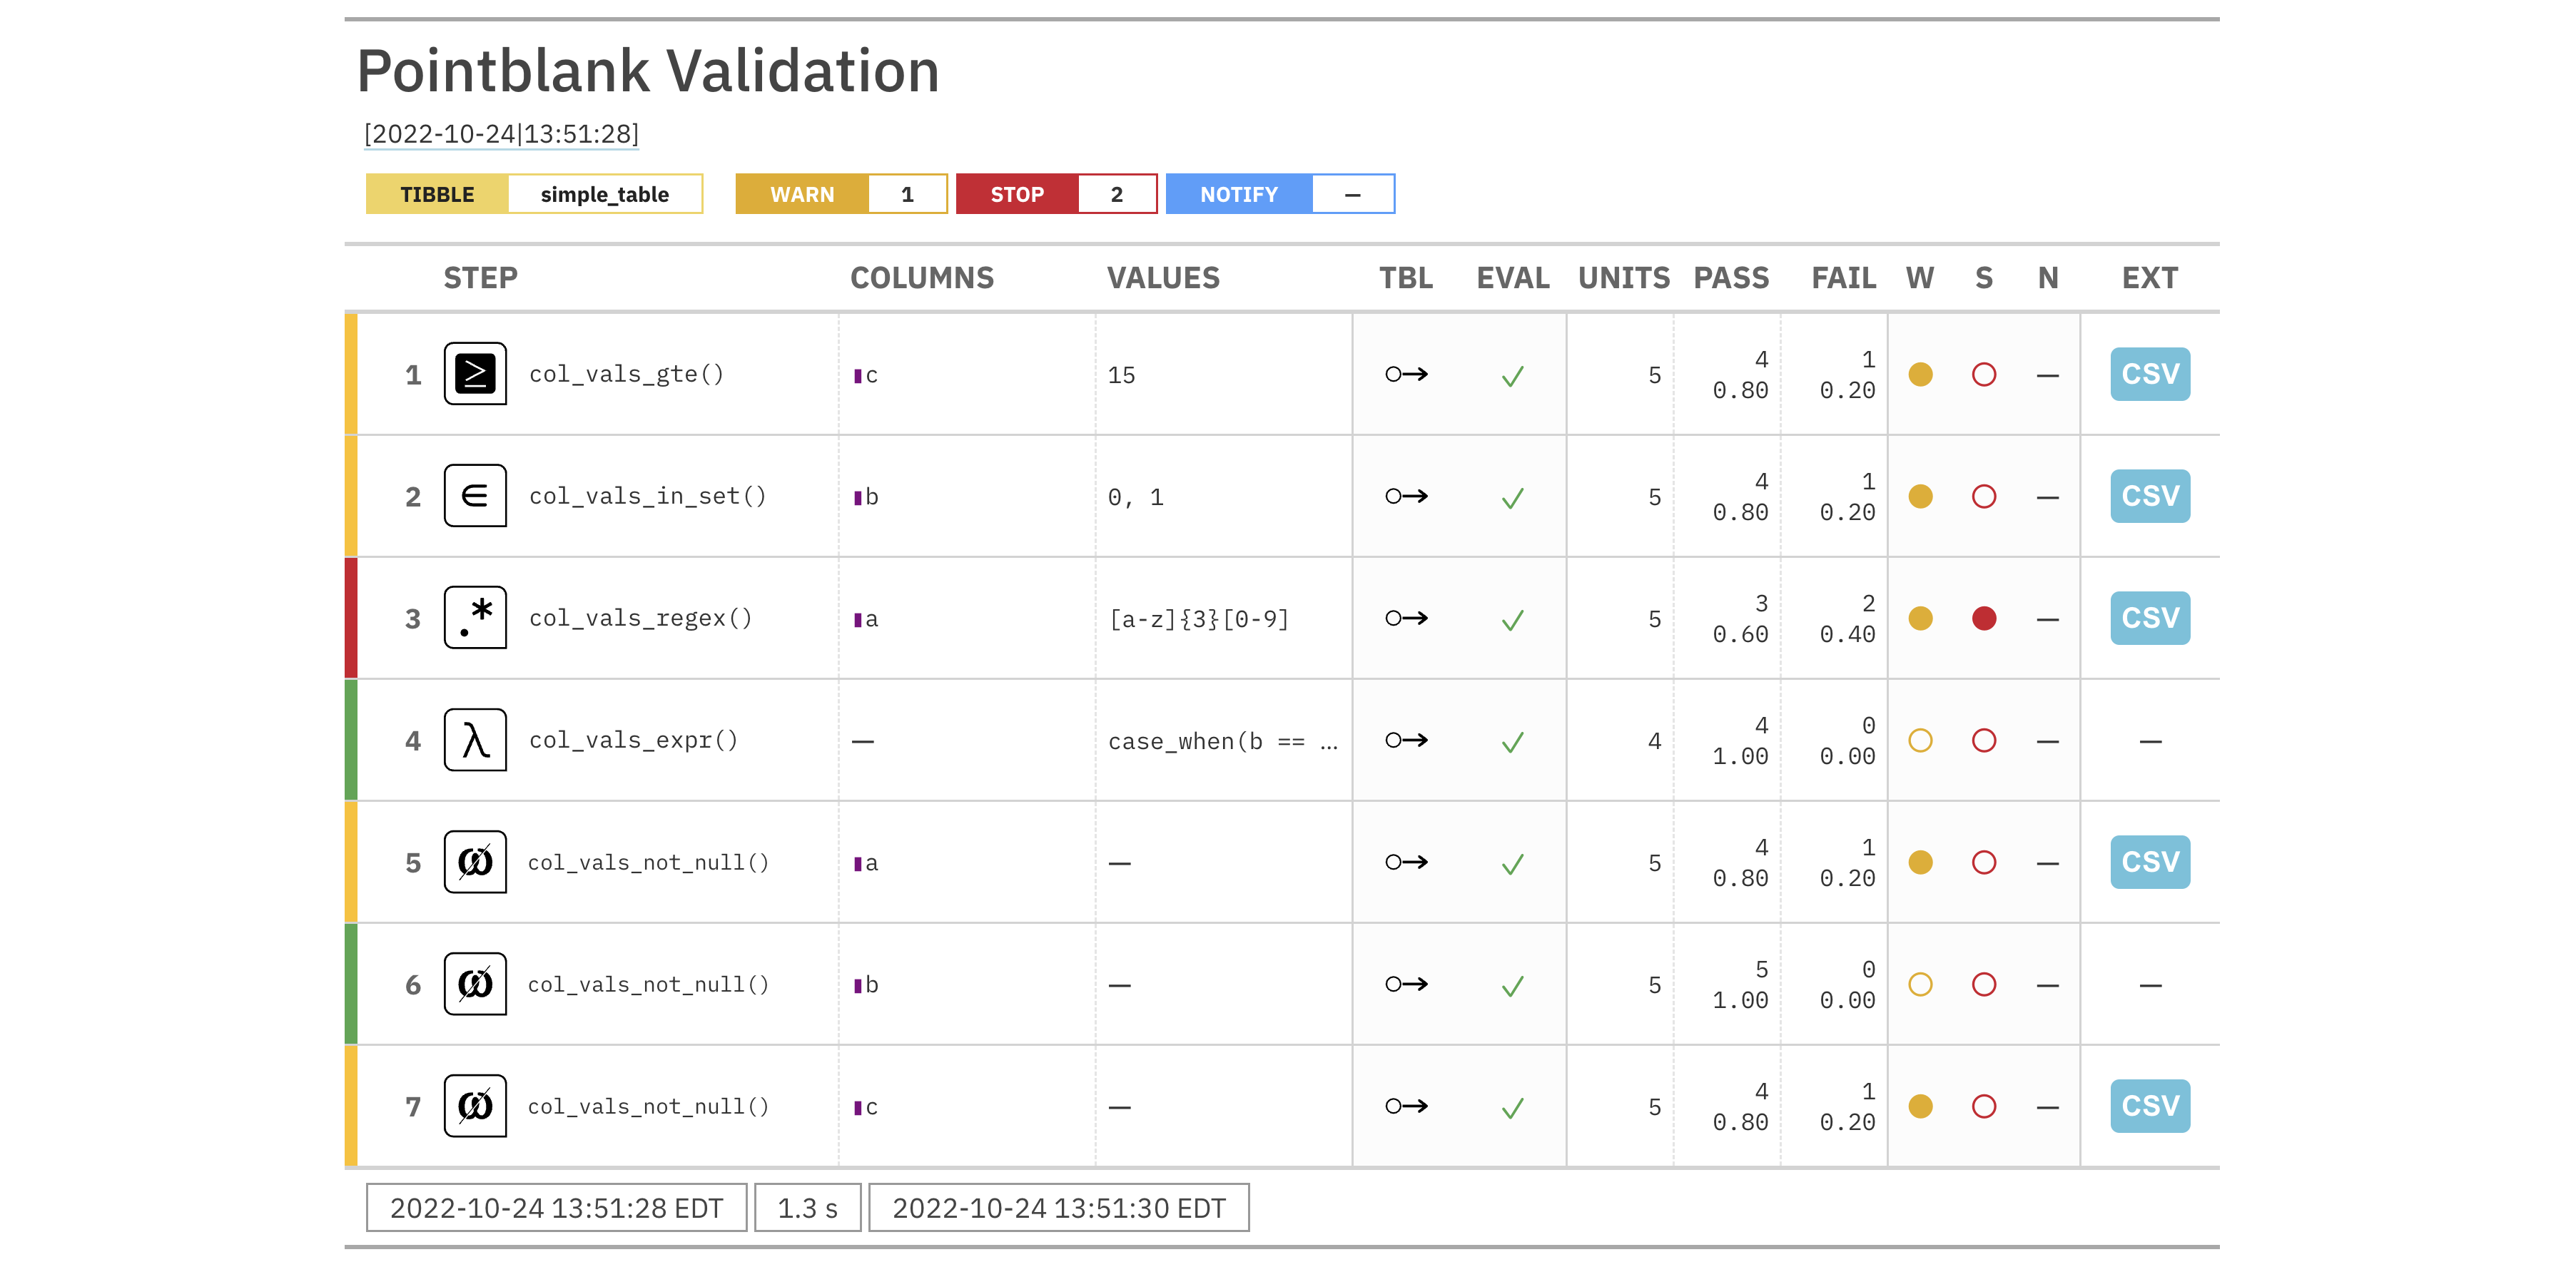 Pointblank Validation
[2022-10-24|13:51:28]
TIBBLE simple_table WARN 1 STOP 2 NOTIFY —
STEP COLUMNS VALUES TBL EVAL UNITS PASS FAIL W S N EXT
1 ≥ col_vals_gte() c 15 ✓ 5 4 0.80 1 0.20 — CSV
2 ∈ col_vals_in_set() b 0, 1 ✓ 5 4 0.80 1 0.20 — CSV
3 .* col_vals_regex() a [a-z]{3}[0-9] ✓ 5 3 0.60 2 0.40 — CSV
4 λ col_vals_expr() — case_when(b == … ✓ 4 4 1.00 0 0.00 — —
5 col_vals_not_null() a — ✓ 5 4 0.80 1 0.20 — CSV
6 col_vals_not_null() b — ✓ 5 5 1.00 0 0.00 — —
7 col_vals_not_null() c — ✓ 5 4 0.80 1 0.20 — CSV
2022-10-24 13:51:28 EDT 1.3 s 2022-10-24 13:51:30 EDT